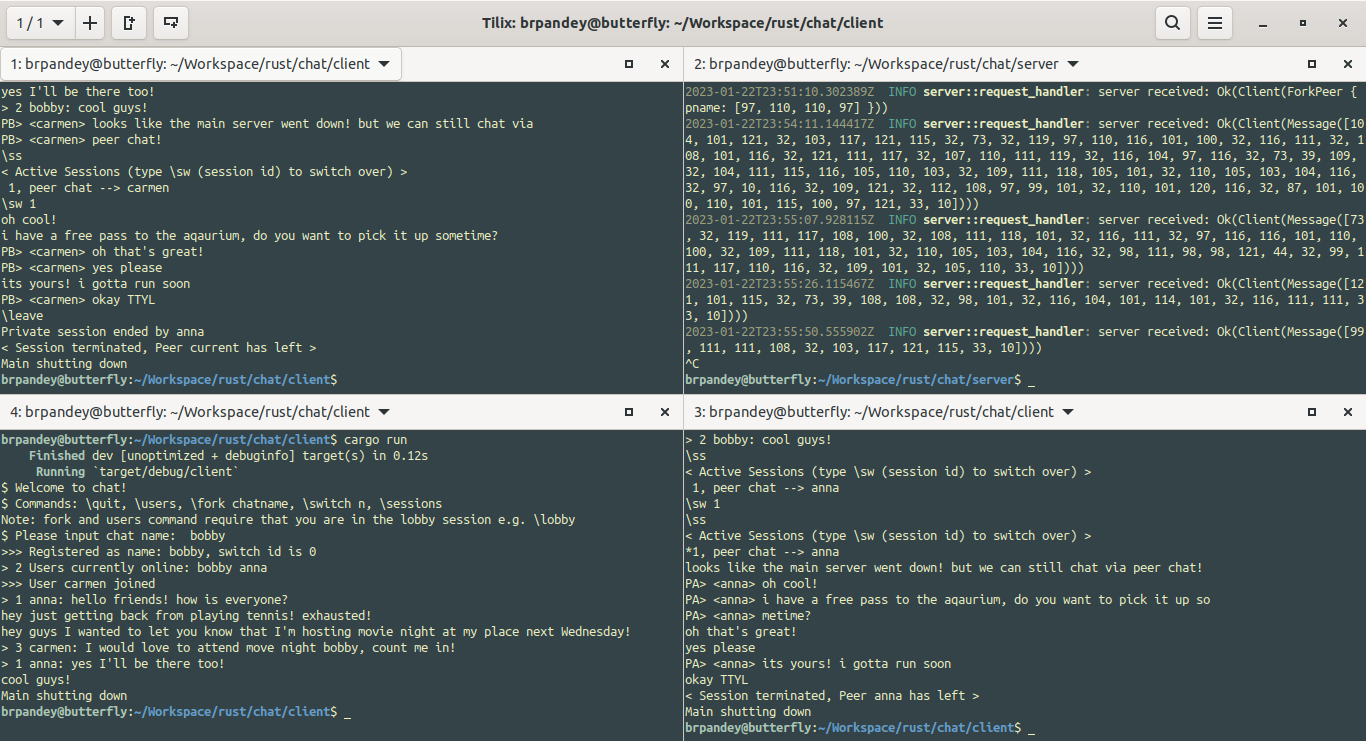 1 / 1
Tilix: brpandey@butterfly: ~/Workspace/rust/chat/client
1: brpandey@butterfly: ~/Workspace/rust/chat/client
yes I'll be there too!
> 2 bobby: cool guys!
PB> <carmen> looks like the main server went down! but we can still chat via
PB> <carmen> peer chat!
\ss
< Active Sessions (type \sw (session id) to switch over) >
1, peer chat --> carmen
\sw 1
oh cool!
i have a free pass to the aqaurium, do you want to pick it up sometime?
PB> <carmen> oh that's great!
PB> <carmen> yes please
its yours! i gotta run soon
PB> <carmen> okay TTYL
\leave
Private session ended by anna
< Session terminated, Peer current has left >
Main shutting down
brpandey@butterfly:~/Workspace/rust/chat/client$
2: brpandey@butterfly: ~/Workspace/rust/chat/server
2023-01-22T23:51:10.302389Z  INFO server::request_handler: server received: Ok(Client(ForkPeer {
pname: [97, 110, 110, 97] }))
2023-01-22T23:54:11.144417Z  INFO server::request_handler: server received: Ok(Client(Message([10
4, 101, 121, 32, 103, 117, 121, 115, 32, 73, 32, 119, 97, 110, 116, 101, 100, 32, 116, 111, 32, 1
08, 101, 116, 32, 121, 111, 117, 32, 107, 110, 111, 119, 32, 116, 104, 97, 116, 32, 73, 39, 109,
32, 104, 111, 115, 116, 105, 110, 103, 32, 109, 111, 118, 105, 101, 32, 110, 105, 103, 104, 116,
32, 97, 10, 116, 32, 109, 121, 32, 112, 108, 97, 99, 101, 32, 110, 101, 120, 116, 32, 87, 101, 10
0, 110, 101, 115, 100, 97, 121, 33, 10])))
2023-01-22T23:55:07.928115Z  INFO server::request_handler: server received: Ok(Client(Message([73
, 32, 119, 111, 117, 108, 100, 32, 108, 111, 118, 101, 32, 116, 111, 32, 97, 116, 116, 101, 110,
100, 32, 109, 111, 118, 101, 32, 110, 105, 103, 104, 116, 32, 98, 111, 98, 98, 121, 44, 32, 99, 1
11, 117, 110, 116, 32, 109, 101, 32, 105, 110, 33, 10])))
2023-01-22T23:55:26.115467Z  INFO server::request_handler: server received: Ok(Client(Message([12
1, 101, 115, 32, 73, 39, 108, 108, 32, 98, 101, 32, 116, 104, 101, 114, 101, 32, 116, 111, 111, 3
3, 10])))
2023-01-22T23:55:50.555902Z  INFO server::request_handler: server received: Ok(Client(Message([99
, 111, 111, 108, 32, 103, 117, 121, 115, 33, 10])))
^C
brpandey@butterfly:~/Workspace/rust/chat/server$ _
4: brpandey@butterfly: ~/Workspace/rust/chat/client
brpandey@butterfly:~/Workspace/rust/chat/client$ cargo run
Finished dev [unoptimized + debuginfo] target(s) in 0.12s
Running `target/debug/client`
$ Welcome to chat!
$ Commands: \quit, \users, \fork chatname, \switch n, \sessions
Note: fork and users command require that you are in the lobby session e.g. \lobby
$ Please input chat name:  bobby
>>> Registered as name: bobby, switch id is 0
> 2 Users currently online: bobby anna
>>> User carmen joined
> 1 anna: hello friends! how is everyone?
hey just getting back from playing tennis! exhausted!
hey guys I wanted to let you know that I'm hosting movie night at my place next Wednesday!
> 3 carmen: I would love to attend move night bobby, count me in!
> 1 anna: yes I'll be there too!
cool guys!
Main shutting down
brpandey@butterfly:~/Workspace/rust/chat/client$ _
3: brpandey@butterfly: ~/Workspace/rust/chat/client
> 2 bobby: cool guys!
\ss
< Active Sessions (type \sw (session id) to switch over) >
1, peer chat --> anna
\sw 1
\ss
< Active Sessions (type \sw (session id) to switch over) >
*1, peer chat --> anna
looks like the main server went down! but we can still chat via peer chat!
PA> <anna> oh cool!
PA> <anna> i have a free pass to the aqaurium, do you want to pick it up so
PA> <anna> metime?
oh that's great!
yes please
PA> <anna> its yours! i gotta run soon
okay TTYL
< Session terminated, Peer anna has left >
Main shutting down
brpandey@butterfly:~/Workspace/rust/chat/client$ _